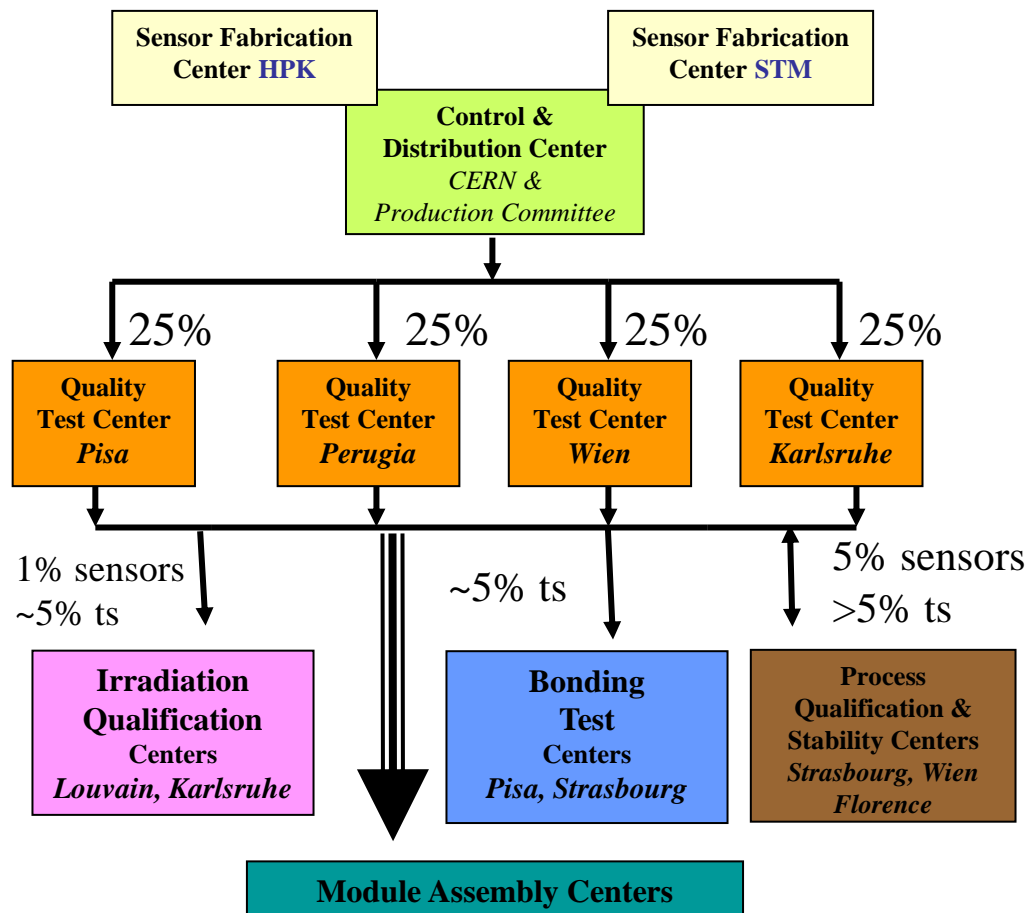 Sensor Fabrication
Center HPK
Sensor Fabrication
Center STM
Control &
Distribution Center
CERN &
Production Committee
25%
25%
25%
25%
Quality
Test Center
Pisa
Quality
Test Center
Perugia
Quality
Test Center
Wien
Quality
Test Center
Karlsruhe
1% sensors
~5% ts
~5% ts
5% sensors
>5% ts
Irradiation
Qualification
Centers
Louvain, Karlsruhe
Bonding
Test
Centers
Pisa, Strasbourg
Process
Qualification &
Stability Centers
Strasbourg, Wien
Florence
Module Assembly Centers